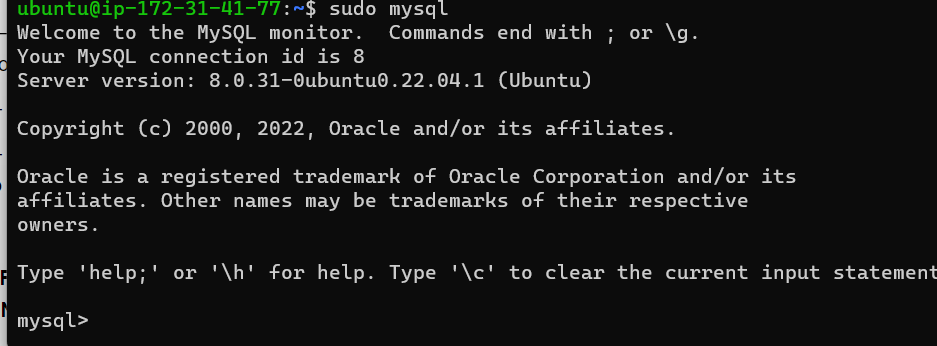 ubuntu@ip-172-31-41-77:~$ sudo mysql
Welcome to the MySQL monitor.  Commands end with ; or \g.
Your MySQL connection id is 8
Server version: 8.0.31-0ubuntu0.22.04.1 (Ubuntu)
Copyright (c) 2000, 2022, Oracle and/or its affiliates.
Oracle is a registered trademark of Oracle Corporation and/or its
affiliates. Other names may be trademarks of their respective
owners.
Type 'help;' or '\h' for help. Type '\c' to clear the current input statement
mysql>